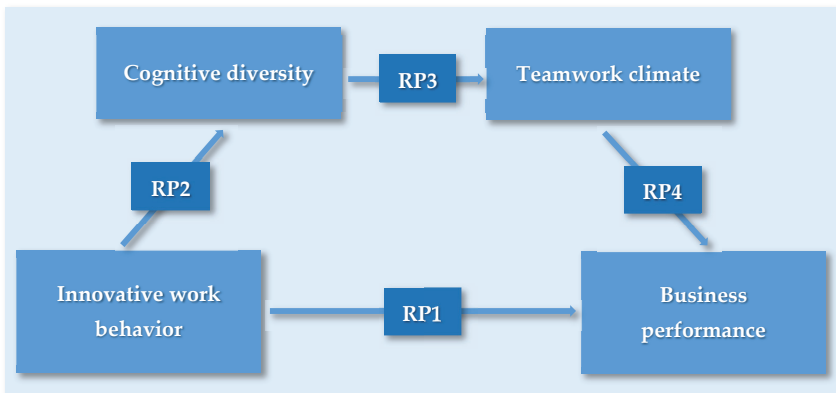 Cognitive diversity
RP3
Teamwork climate
RP2
RP4
Innovative work
behavior
RP1
Business
performance